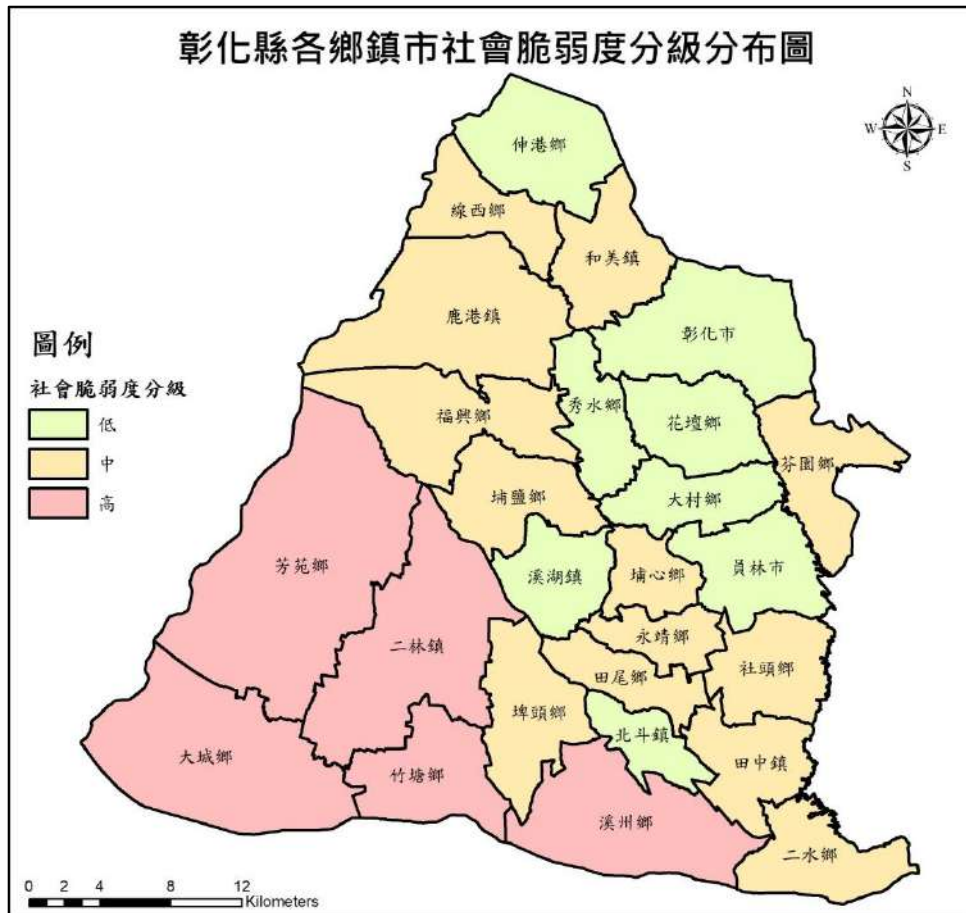 彰化縣各鄉鎮市社會脆弱度分級分布圖
N
W E
S
伸港鄉
線西鄉
和美鎮
鹿港鎮
彰化市
圖例
社會脆弱度分級
低
中
高
福興鄉
秀水鄉
花壇鄉
芬園鄉
埔鹽鄉
大村鄉
芳苑鄉
溪湖鎮
埔心鄉
員林市
二林鎮
永靖鄉
社頭鄉
田尾鄉
埤頭鄉
北斗鎮
大城鄉
竹塘鄉
田中鎮
溪州鄉
二水鄉
0 2 4 8 12
Kilometers